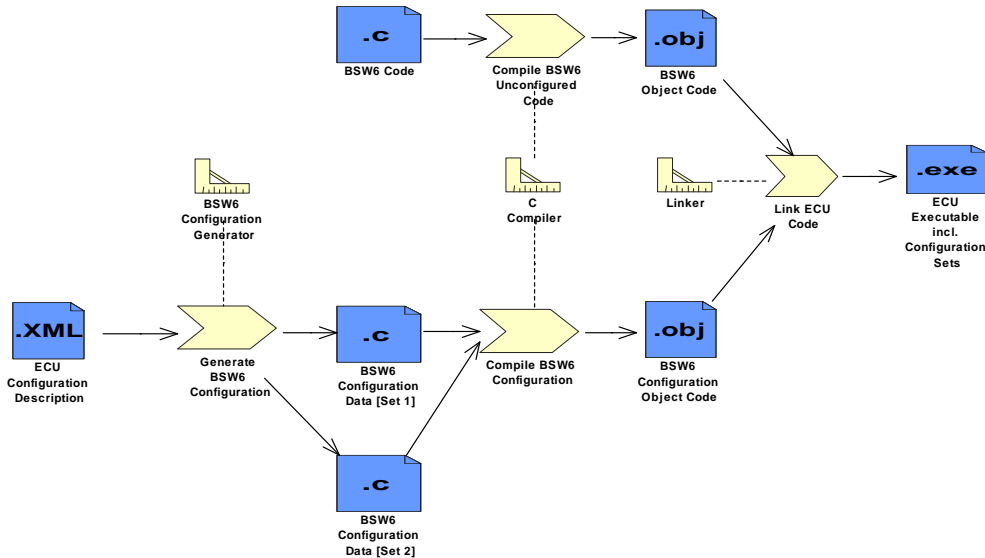 .c
BSW6 Code
Compile BSW6
Unconfigured
Code
.obj
BSW6
Object Code
BSW6
Configuration
Generator
C
Compiler
Linker
Link ECU
Code
.exe
ECU
Executable
incl.
Configuration
Sets
.XML
ECU
Configuration
Description
Generate
BSW6
Configuration
.c
BSW6
Configuration
Data [Set 1]
Compile BSW6
Configuration
.obj
BSW6
Configuration
Object Code
.c
BSW6
Configuration
Data [Set 2]